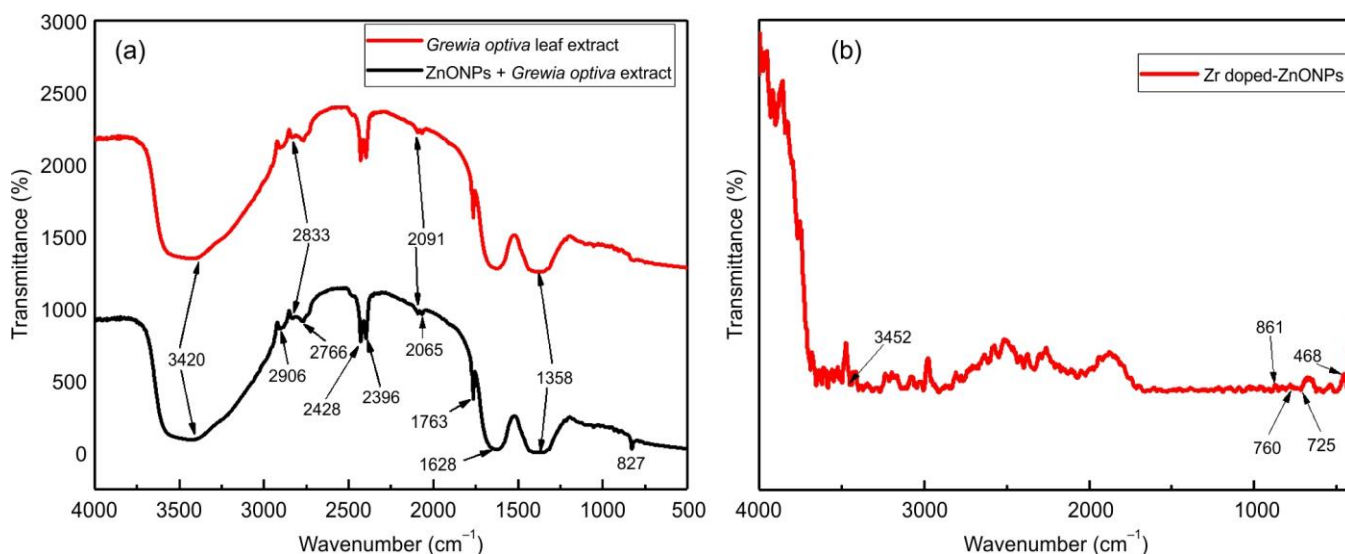 3000
2500
2000
1500
1000
500
0
Transmittance (%)
(a)
Grewia optiva leaf extract
ZnONPs + Grewia optiva extract
2833
2091
3420
2906
2766
2428
2396
2065
1763
1628
1358
827
4000 3500 3000 2500 2000 1500 1000 500
Wavenumber (cm⁻¹)
(b)
Zr doped-ZnONPs
Transmittance (%)
3452
861
468
760
725
4000 3000 2000 1000
Wavenumber (cm⁻¹)